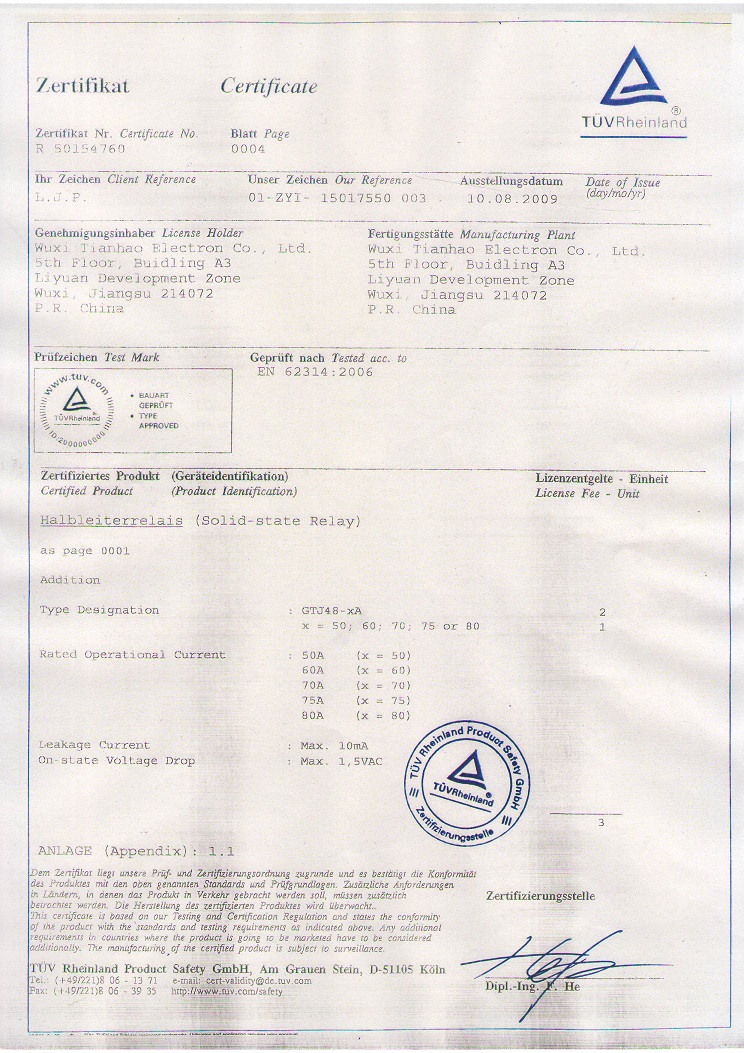 Zertifikat Certificate
TÜVRheinland ®
Zertifikat Nr. Certificate No. Blatt Page
R 50154760 0004
Ihr Zeichen Client Reference Unser Zeichen Our Reference Ausstellungsdatum Date of Issue
(day/mo/yr)
L.J.P. 01-ZYI- 15017550 003 . 10.08.2009
Genehmigungsinhaber License Holder Fertigungsstätte Manufacturing Plant
Wuxi Tianhao Electron Co., Ltd. Wuxi Tianhao Electron Co., Ltd.
5th Floor, Buidling A3 5th Floor, Buidling A3
Liyuan Development Zone Liyuan Development Zone
Wuxi, Jiangsu 214072 Wuxi, Jiangsu 214072
P.R. China P.R. China
Prüfzeichen Test Mark Geprüft nach Tested acc. to
EN 62314:2006
www.tuv.com
TÜVRheinland ®
ID:2000000000
• BAUART
GEPRÜFT
• TYPE
APPROVED
Zertifiziertes Produkt (Geräteidentifikation) Lizenzentgelte - Einheit
Certified Product (Product Identification) License Fee - Unit
Halbleiterrelais (Solid-state Relay)
as page 0001
Addition
Type Designation : GTJ48-xA 2
x = 50; 60; 70; 75 or 80 1
Rated Operational Current : 50A (x = 50)
60A (x = 60)
70A (x = 70)
75A (x = 75)
80A (x = 80)
Leakage Current : Max. 10mA
On-state Voltage Drop : Max. 1,5VAC
TÜV Rheinland Product Safety GmbH
TÜVRheinland ®
Zertifizierungsstelle
3
ANLAGE (Appendix): 1.1
Dem Zertifikat liegt unsere Prüf- und Zertifizierungsordnung zugrunde und es bestätigt die Konformität
des Produktes mit den oben genannten Standards und Prüfgrundlagen. Zusätzliche Anforderungen
in Ländern, in denen das Produkt in Verkehr gebracht werden soll, müssen zusätzlich
betrachtet werden. Die Herstellung des zertifizierten Produktes wird überwacht.
This certificate is based on our Testing and Certification Regulation and states the conformity
of the product with the standards and testing requirements as indicated above. Any additional
requirements in countries where the product is going to be marketed have to be considered
additionally. The manufacturing of the certified product is subject to surveillance.
Zertifizierungsstelle
TÜV Rheinland Product Safety GmbH, Am Grauen Stein, D-51105 Köln
Tel.: (+49/221)8 06 - 13 71 e-mail: cert-validity@de.tuv.com
Fax: (+49/221)8 06 - 39 35 http://www.tuv.com/safety
Dipl.-Ing. F. He